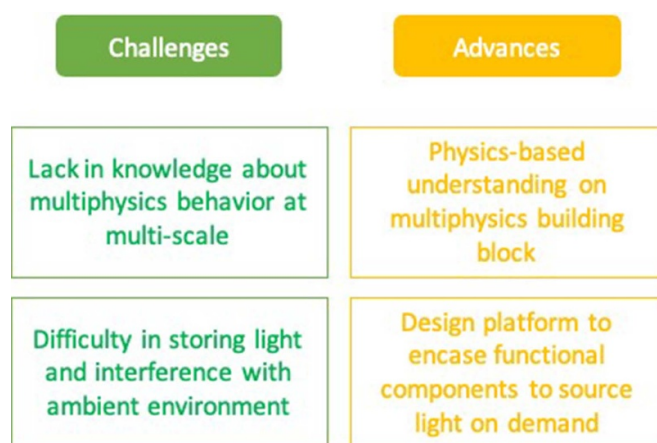 Challenges
Advances
Lack in knowledge about
multiphysics behavior at
multi-scale
Physics-based
understanding on
multiphysics building
block
Difficulty in storing light
and interference with
ambient environment
Design platform to
encase functional
components to source
light on demand